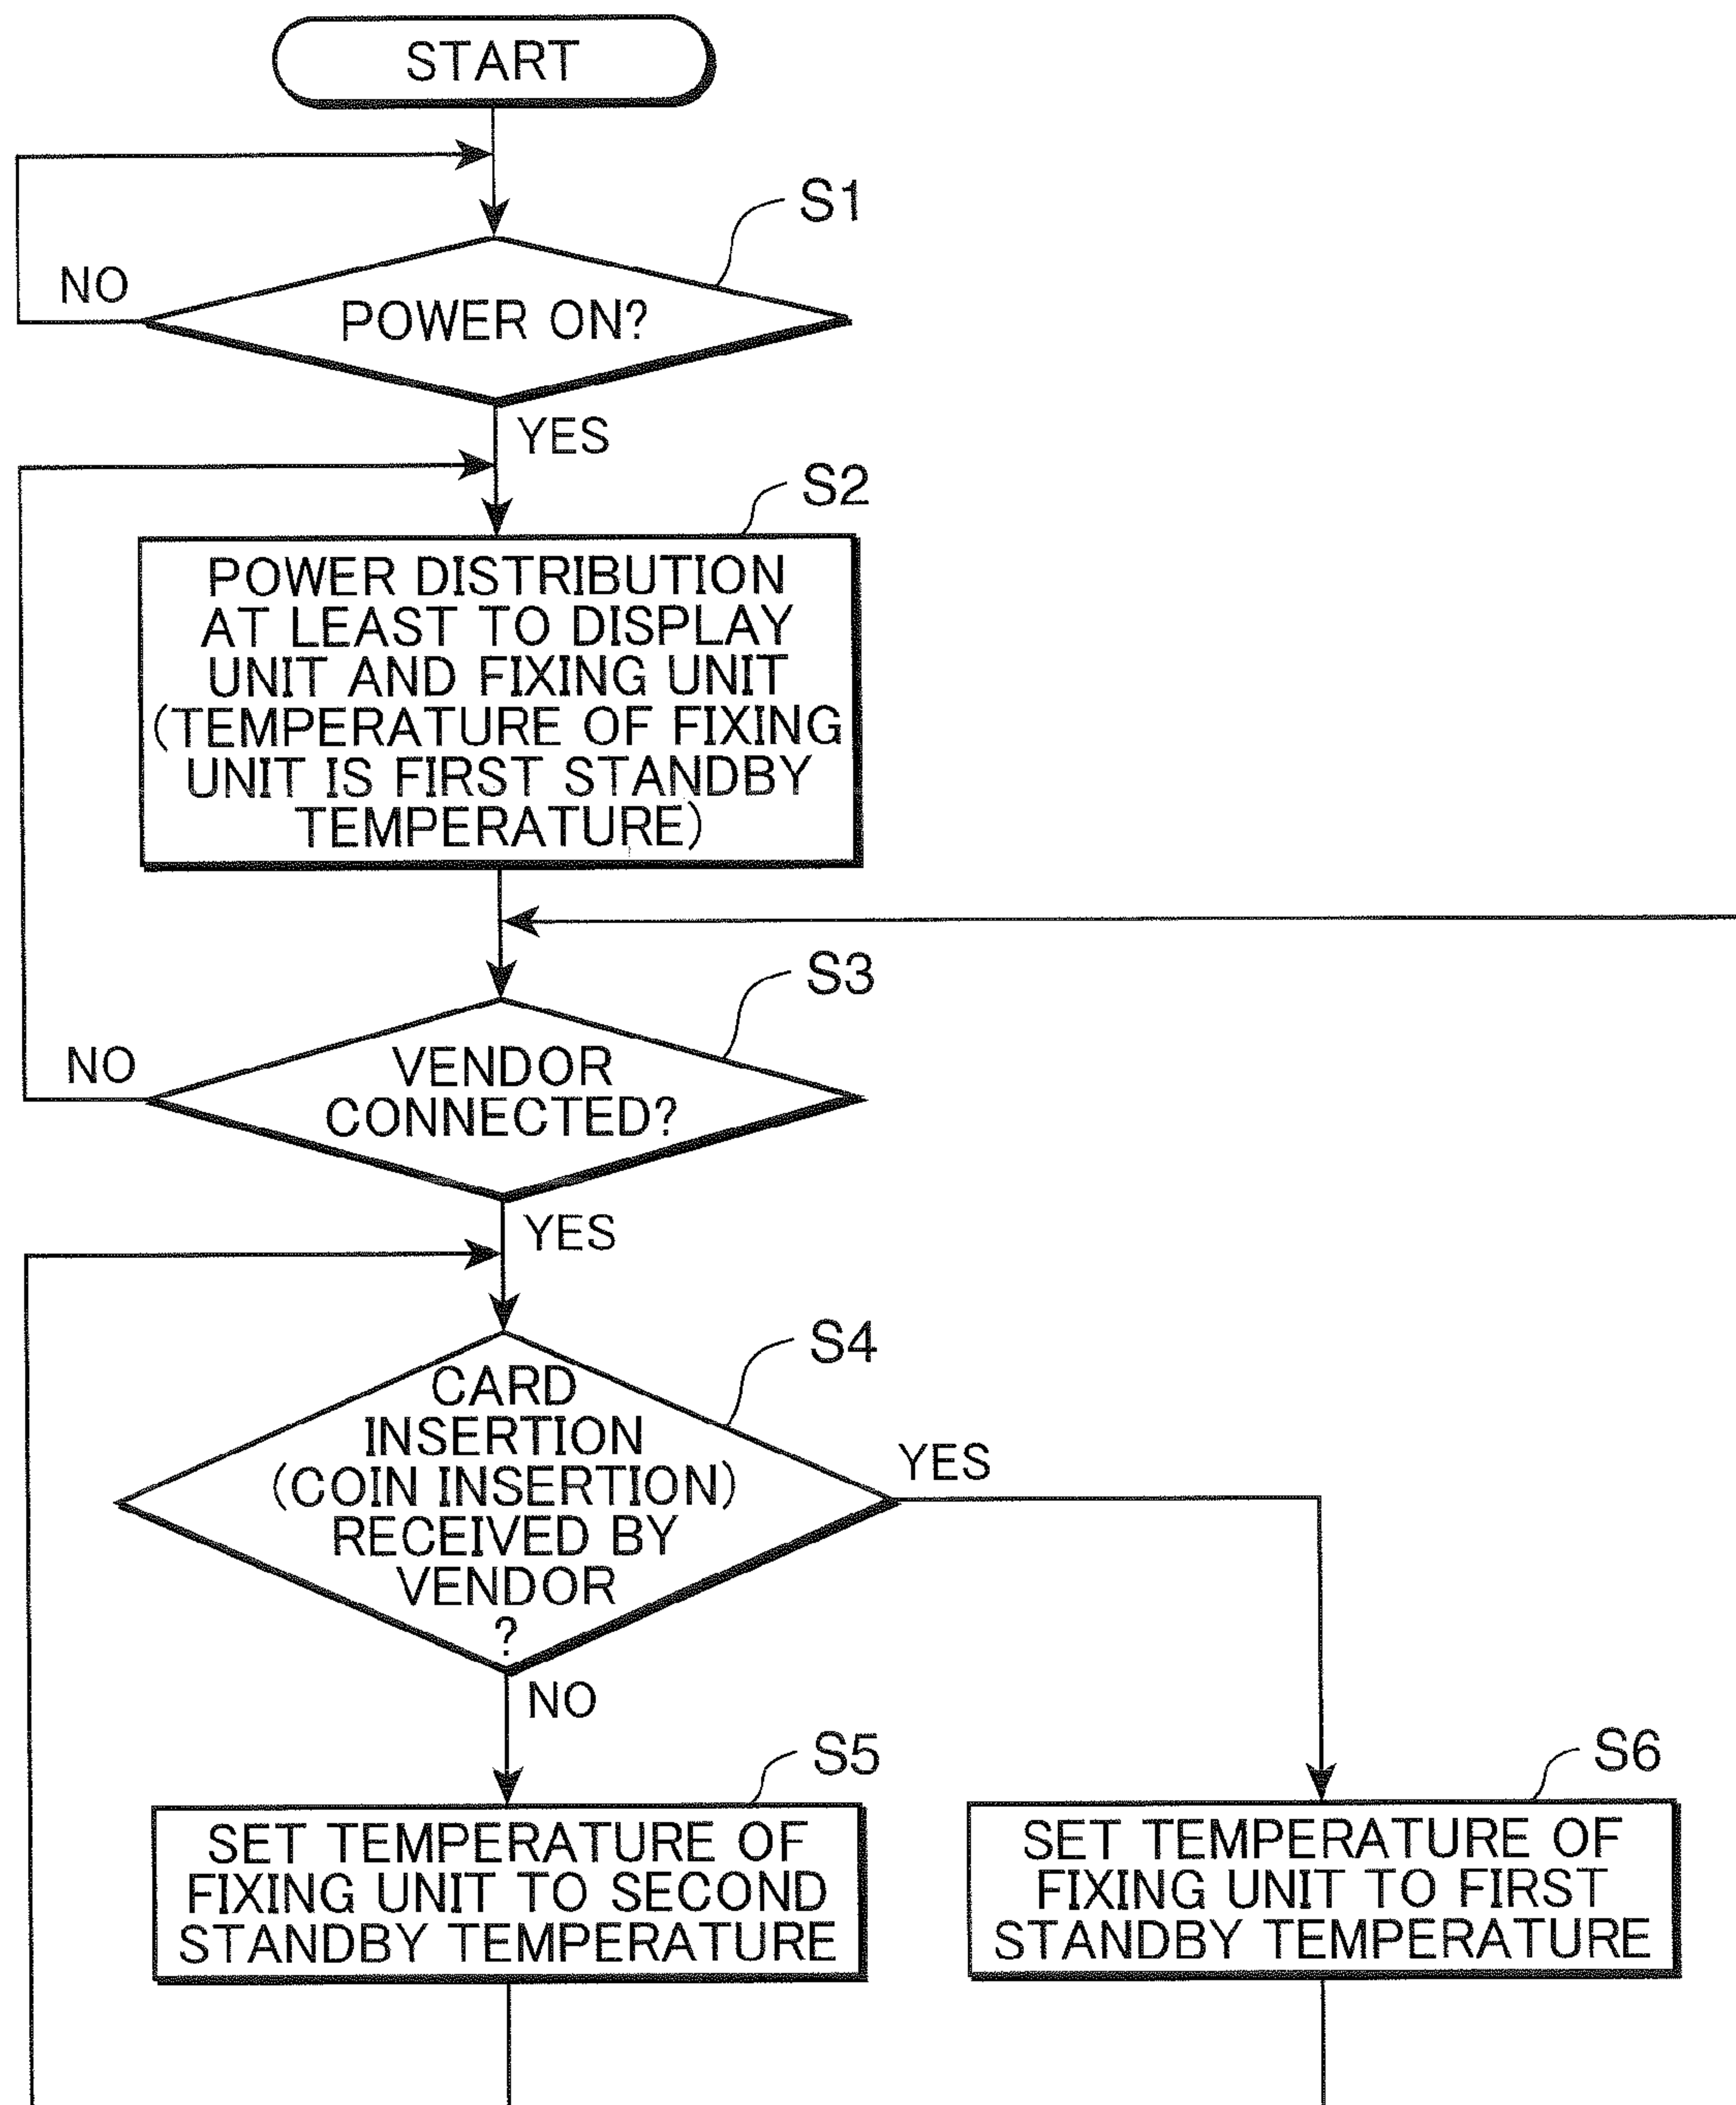 START
S1
NO
POWER ON?
YES
S2
POWER DISTRIBUTION
AT LEAST TO DISPLAY
UNIT AND FIXING UNIT
(TEMPERATURE OF FIXING
UNIT IS FIRST STANDBY
TEMPERATURE)
S3
NO
VENDOR
CONNECTED?
YES
S4
CARD
INSERTION
(COIN INSERTION)
RECEIVED BY
VENDOR
?
YES
NO
S5
SET TEMPERATURE OF
FIXING UNIT TO SECOND
STANDBY TEMPERATURE
S6
SET TEMPERATURE OF
FIXING UNIT TO FIRST
STANDBY TEMPERATURE